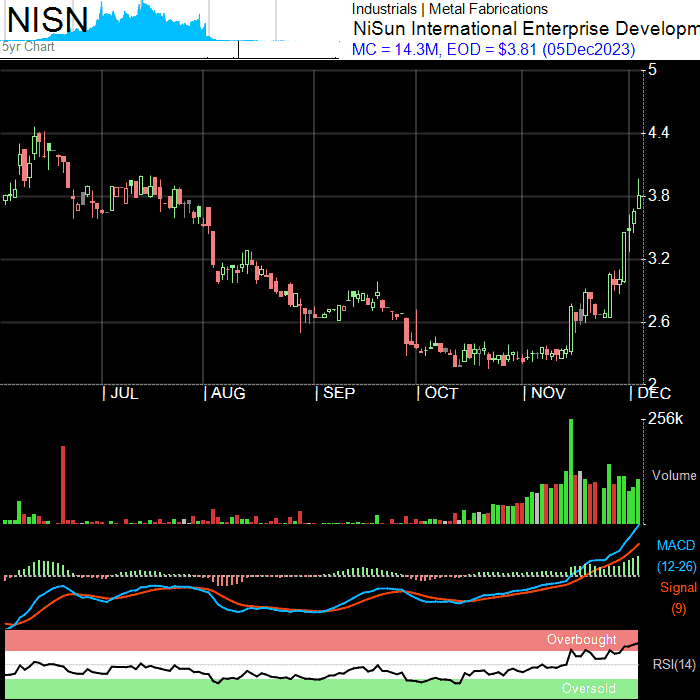 NISN
5yr Chart
Industrials | Metal Fabrications
NiSun International Enterprise Developm
MC = 14.3M, EOD = $3.81 (05Dec2023)
5
4.4
3.8
3.2
2.6
2
| JUL | AUG | SEP | OCT | NOV | DEC
256k
Volume
MACD
(12-26)
Signal
(9)
Overbought
RSI(14)
Oversold